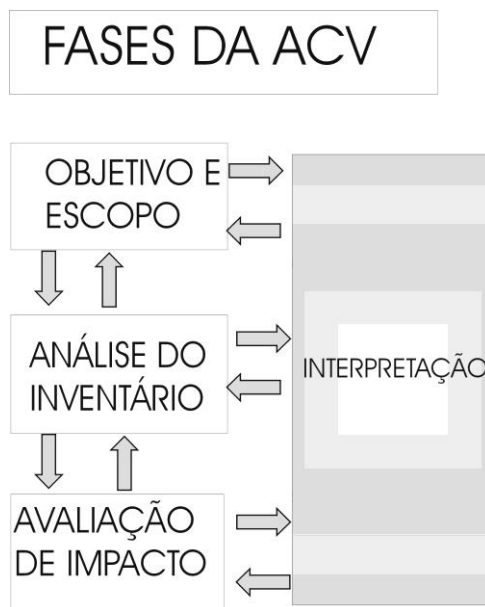 FASES DA ACV
OBJETIVO E
ESCOPO
ANÁLISE DO
INVENTÁRIO
INTERPRETAÇÃO
AVALIAÇÃO
DE IMPACTO